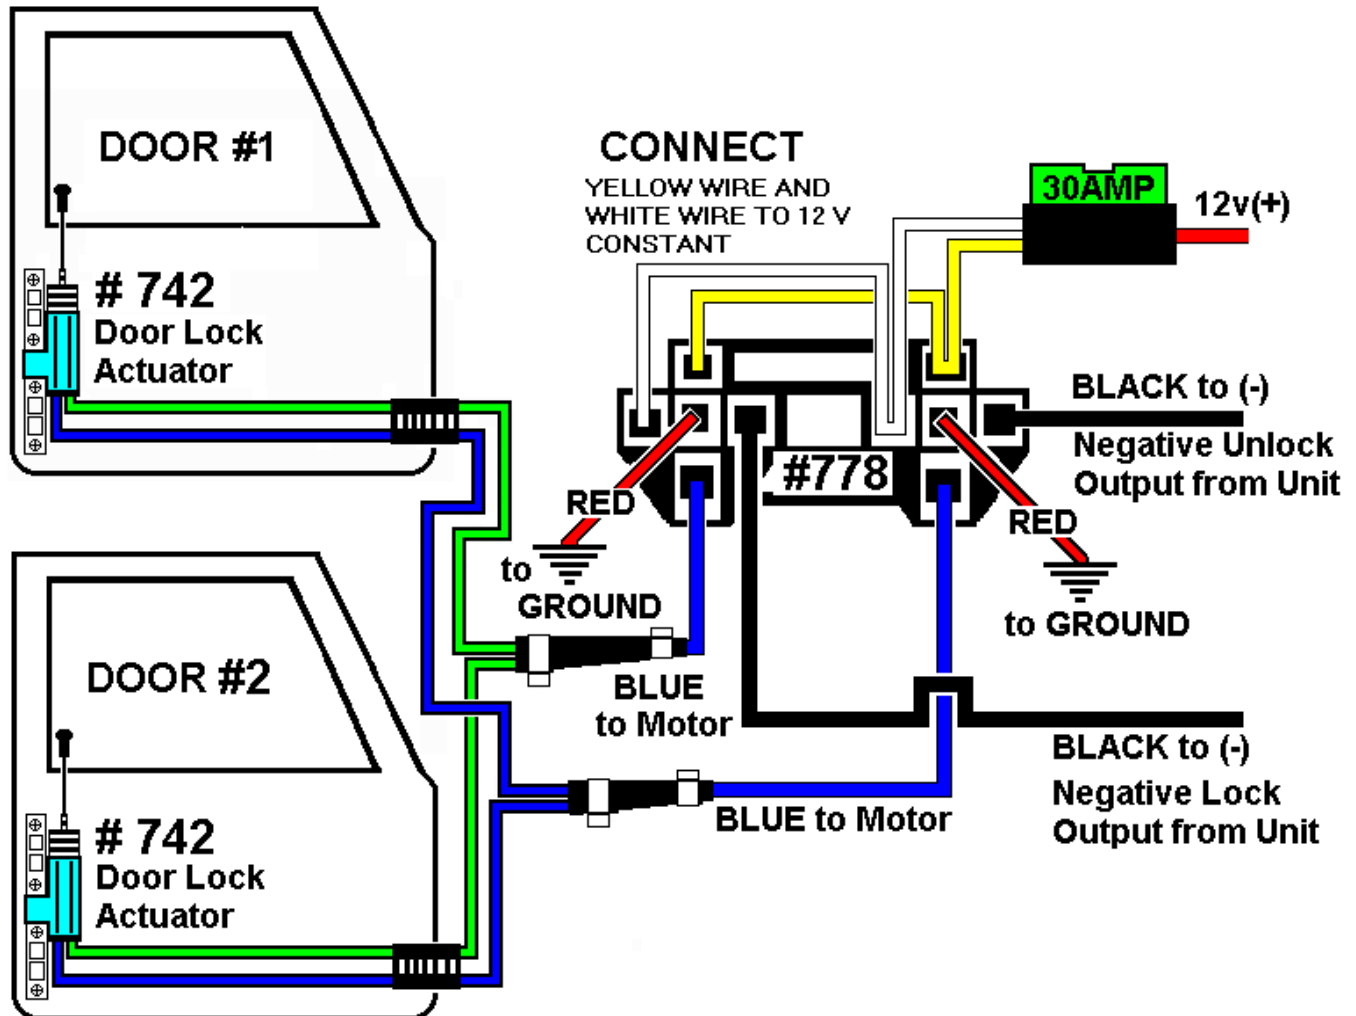 DOOR #1
# 742
Door Lock
Actuator
CONNECT
YELLOW WIRE AND
WHITE WIRE TO 12 V
CONSTANT
30AMP
12v(+)
BLACK to (-)
Negative Unlock
Output from Unit
#778
RED
to
GROUND
RED
to GROUND
BLUE
to Motor
BLUE to Motor
BLACK to (-)
Negative Lock
Output from Unit
DOOR #2
# 742
Door Lock
Actuator